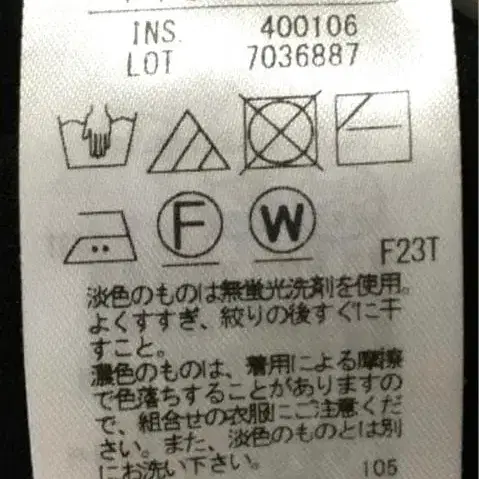 INS. 400106
LOT 7036887
F
W
F23T
淡色のものは無蛍光洗剤を使用。
よくすすぎ、絞りの後すぐに干
すこと。
濃色のものは、着用による摩擦
で色落ちすることがありますの
で、組合せの衣服にご注意くだ
さい。また、淡色のものとは別
にお洗い下さい。
105